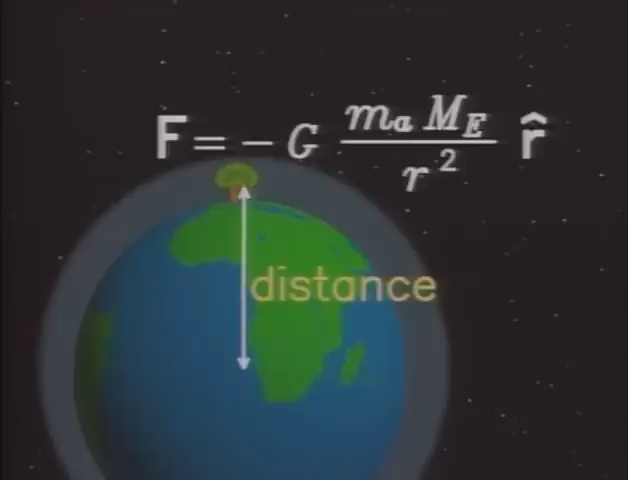 F = − G m_a M_E / r² r̂
distance